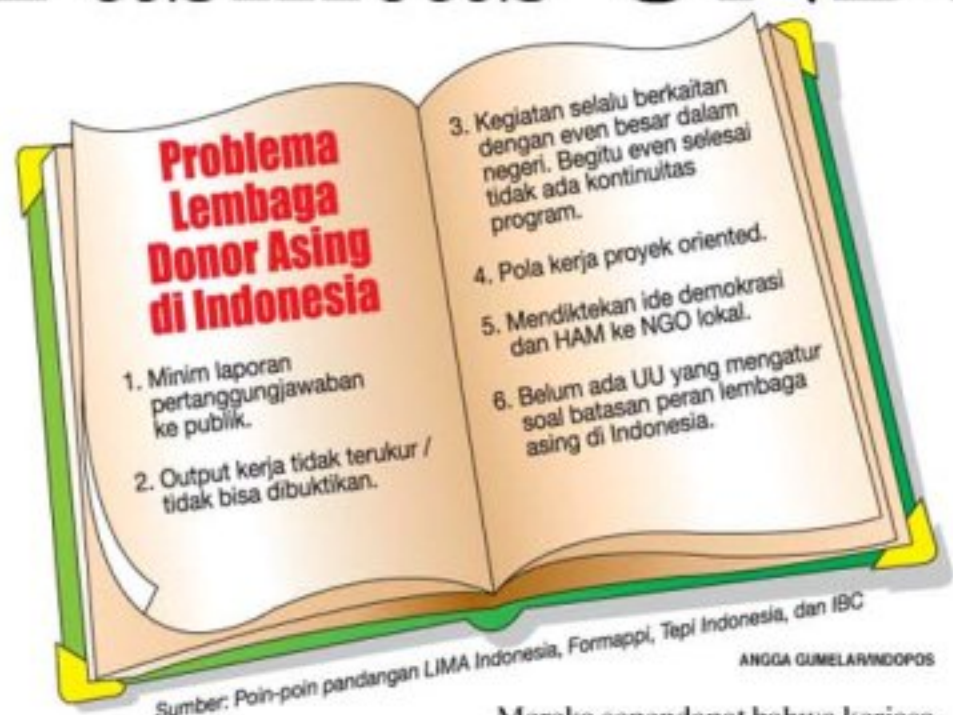 Problema
Lembaga
Donor Asing
di Indonesia
1. Minim laporan
pertanggungjawaban
ke publik.
2. Output kerja tidak terukur /
tidak bisa dibuktikan.
3. Kegiatan selalu berkaitan
dengan even besar dalam
negeri. Begitu even selesai
tidak ada kontinuitas
program.
4. Pola kerja proyek oriented.
5. Mendiktekan ide demokrasi
dan HAM ke NGO lokal.
6. Belum ada UU yang mengatur
soal batasan peran lembaga
asing di Indonesia.
Sumber: Poin-poin pandangan LIMA Indonesia, Formappi, Tepi Indonesia, dan IBC
ANGGA GUMELAR/INDOPOS